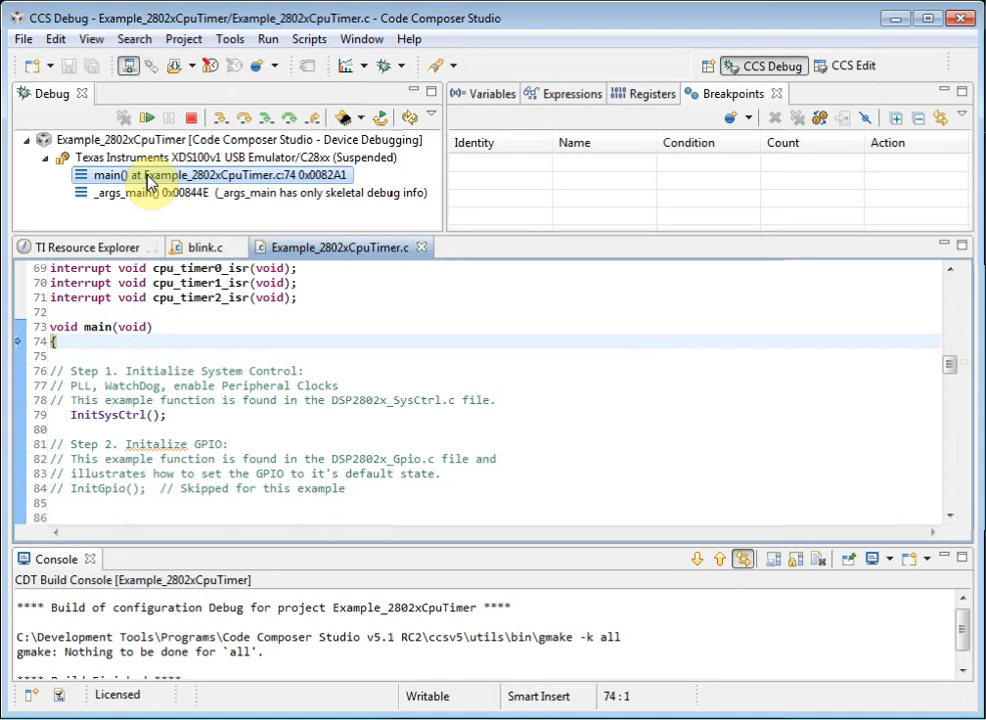 CCS Debug - Example_2802xCpuTimer/Example_2802xCpuTimer.c - Code Composer Studio
File Edit View Search Project Tools Run Scripts Window Help
CCS Debug CCS Edit
Debug
(x)= Variables Expressions Registers Breakpoints
Example_2802xCpuTimer [Code Composer Studio - Device Debugging]
Texas Instruments XDS100v1 USB Emulator/C28xx (Suspended)
main() at Example_2802xCpuTimer.c:74 0x0082A1
_args_main() 0x00844E (_args_main has only skeletal debug info)
Identity Name Condition Count Action
TI Resource Explorer blink.c Example_2802xCpuTimer.c
69 interrupt void cpu_timer0_isr(void);
70 interrupt void cpu_timer1_isr(void);
71 interrupt void cpu_timer2_isr(void);
72
73 void main(void)
74 {
75
76 // Step 1. Initialize System Control:
77 // PLL, WatchDog, enable Peripheral Clocks
78 // This example function is found in the DSP2802x_SysCtrl.c file.
79 InitSysCtrl();
80
81 // Step 2. Initalize GPIO:
82 // This example function is found in the DSP2802x_Gpio.c file and
83 // illustrates how to set the GPIO to it's default state.
84 // InitGpio(); // Skipped for this example
85
86
Console
CDT Build Console [Example_2802xCpuTimer]
**** Build of configuration Debug for project Example_2802xCpuTimer ****
C:\Development Tools\Programs\Code Composer Studio v5.1 RC2\ccsv5\utils\bin\gmake -k all
gmake: Nothing to be done for `all'.
**** Build Finished ****
Licensed Writable Smart Insert 74 : 1